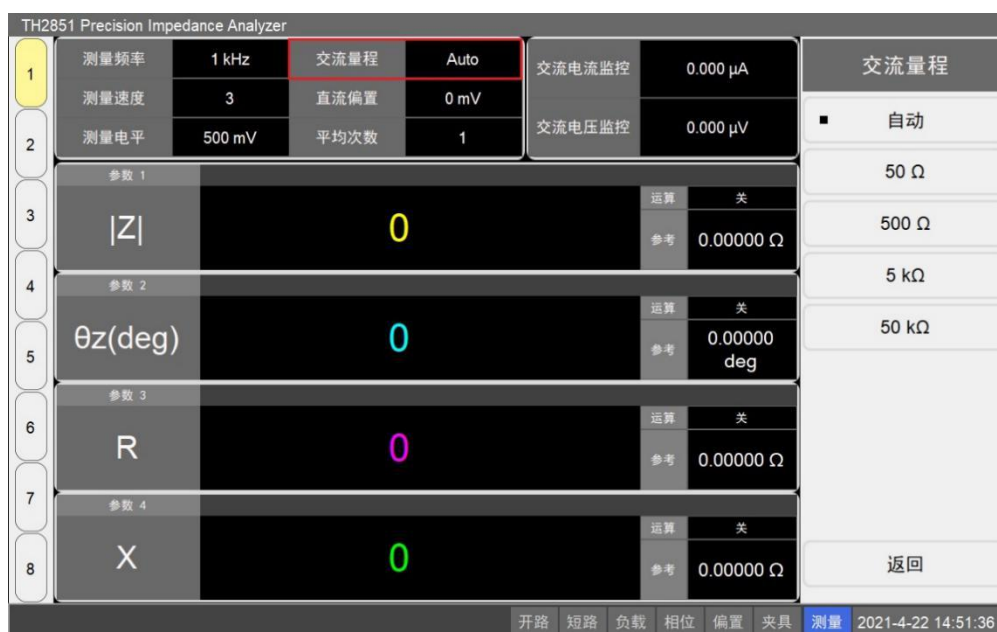 TH2851 Precision Impedance Analyzer
1
2
3
4
5
6
7
8
测量频率 1 kHz 交流量程 Auto
测量速度 3 直流偏置 0 mV
测量电平 500 mV 平均次数 1
交流电流监控 0.000 µA
交流电压监控 0.000 µV
参数 1
|Z| 0
运算 关
参考 0.00000 Ω
参数 2
θz(deg) 0
运算 关
参考 0.00000
deg
参数 3
R 0
运算 关
参考 0.00000 Ω
参数 4
X 0
运算 关
参考 0.00000 Ω
交流量程
自动
50 Ω
500 Ω
5 kΩ
50 kΩ
返回
开路 短路 负载 相位 偏置 夹具 测量 2021-4-22 14:51:36